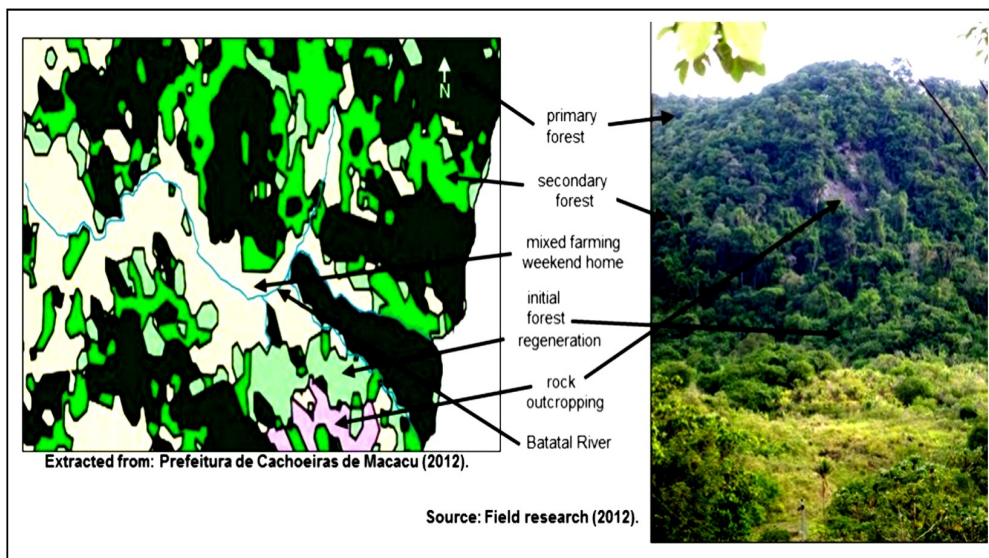 N
primary
forest
secondary
forest
mixed farming
weekend home
initial
forest
regeneration
rock
outcropping
Batatal River
Extracted from: Prefeitura de Cachoeiras de Macacu (2012).
Source: Field research (2012).